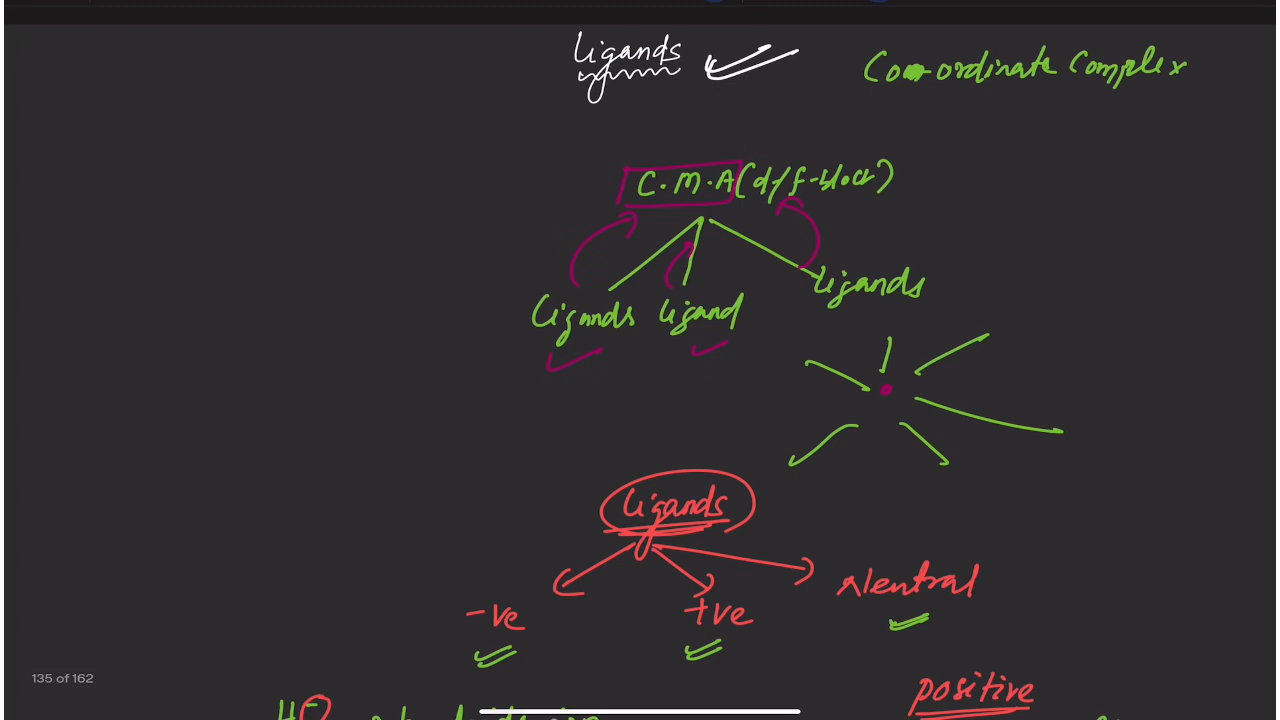 Ligands
Co-ordinate Complex
C.M.A (d/f-block)
Ligands Ligand Ligands
Ligands
-ve +ve Neutral
135 of 162
positive
H⁻